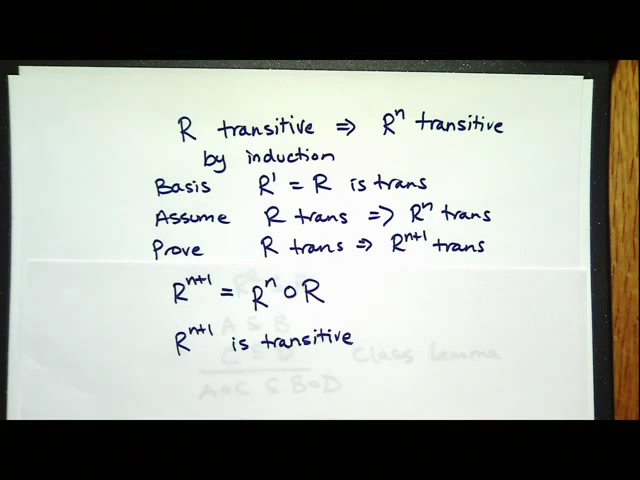 R transitive ⇒ Rⁿ transitive
by induction
Basis R¹ = R is trans
Assume R trans => Rⁿ trans
Prove R trans ⇒ Rⁿ⁺¹ trans
Rⁿ⁺¹ = Rⁿ ∘ R
A ⊆ B
Rⁿ⁺¹ is transitive
Class Lemma
A∘C ⊆ B∘D